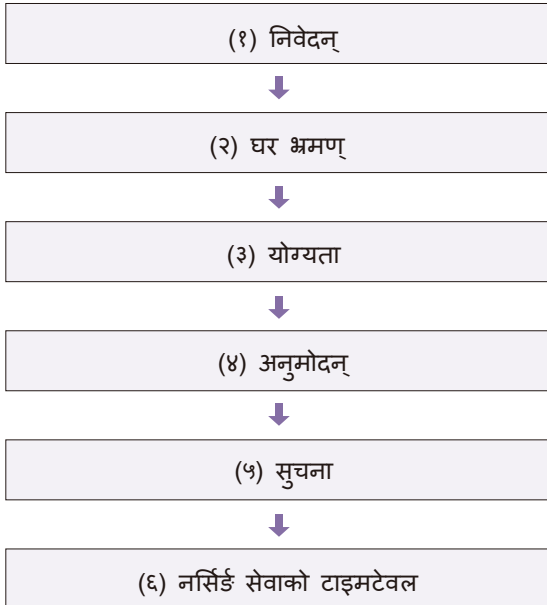 (१) निवेदन्
(२) घर भ्रमण्
(३) योग्यता
(४) अनुमोदन्
(५) सुचना
(६) नर्सिर्ङ सेवाको टाइमटेवल